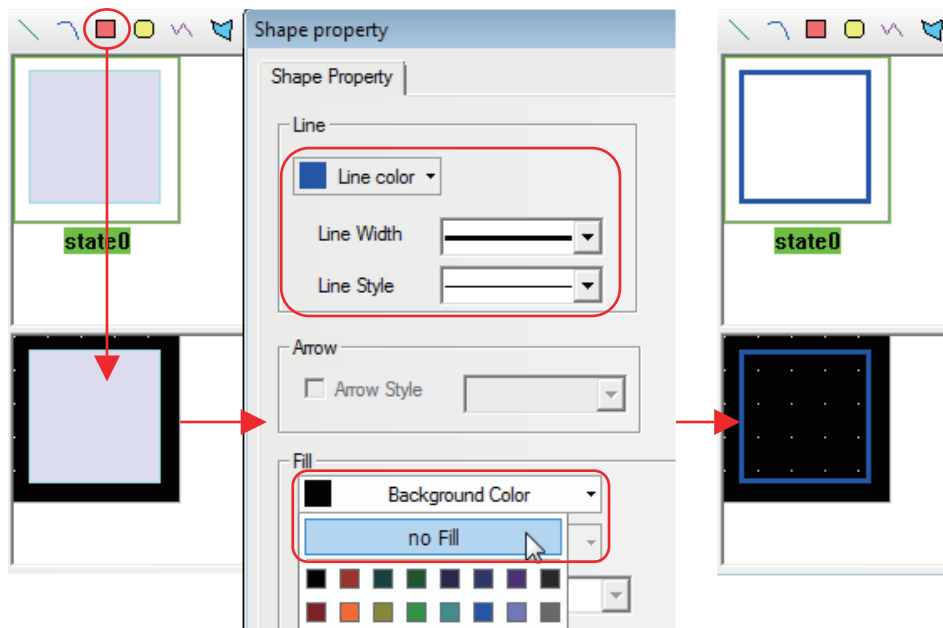 Shape property
Shape Property
Line
Line color
Line Width
Line Style
Arrow
Arrow Style
Fill
Background Color
no Fill
state0
state0